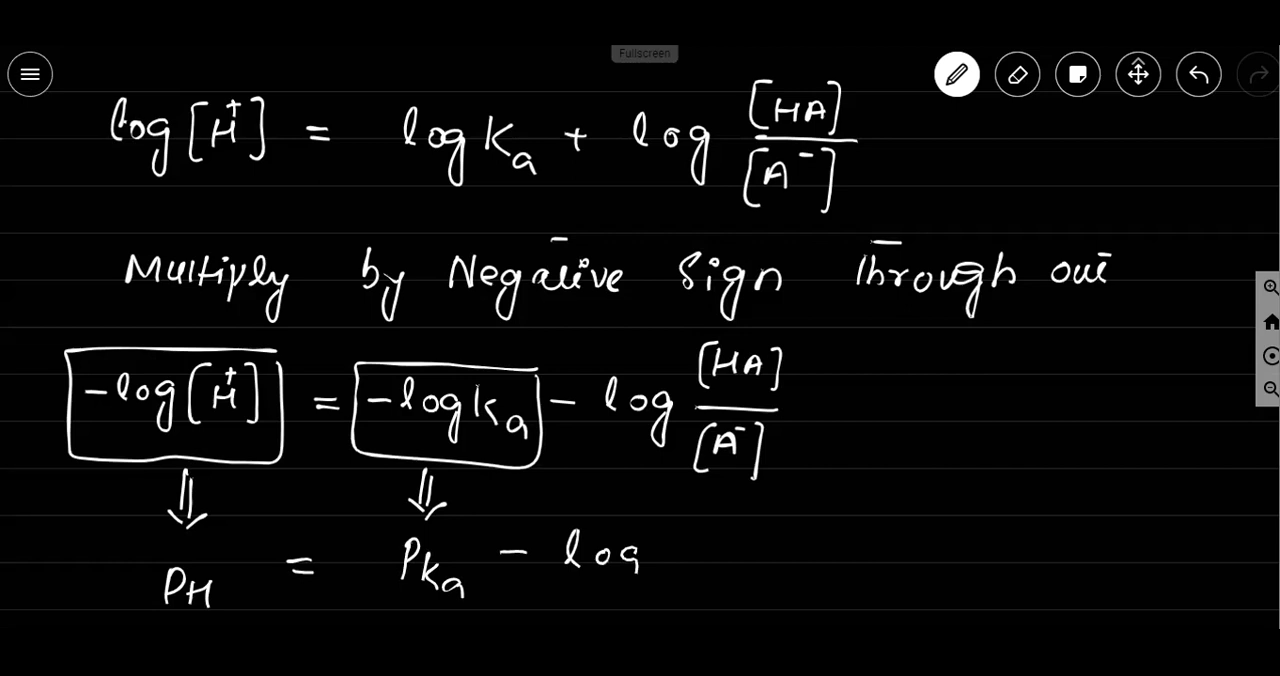 Fullscreen
log [H⁺] = log Ka + log [HA]/[A⁻]
Multiply by Negative Sign Through out
-log [H⁺] = -log Ka - log [HA]/[A⁻]
⇓ ⇓
PH = PKa - log